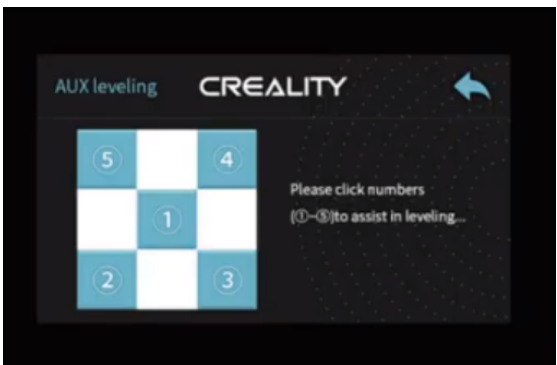 AUX leveling CREALITY
⑤ ④
Please click numbers
(①~⑤)to assist in leveling...
①
② ③